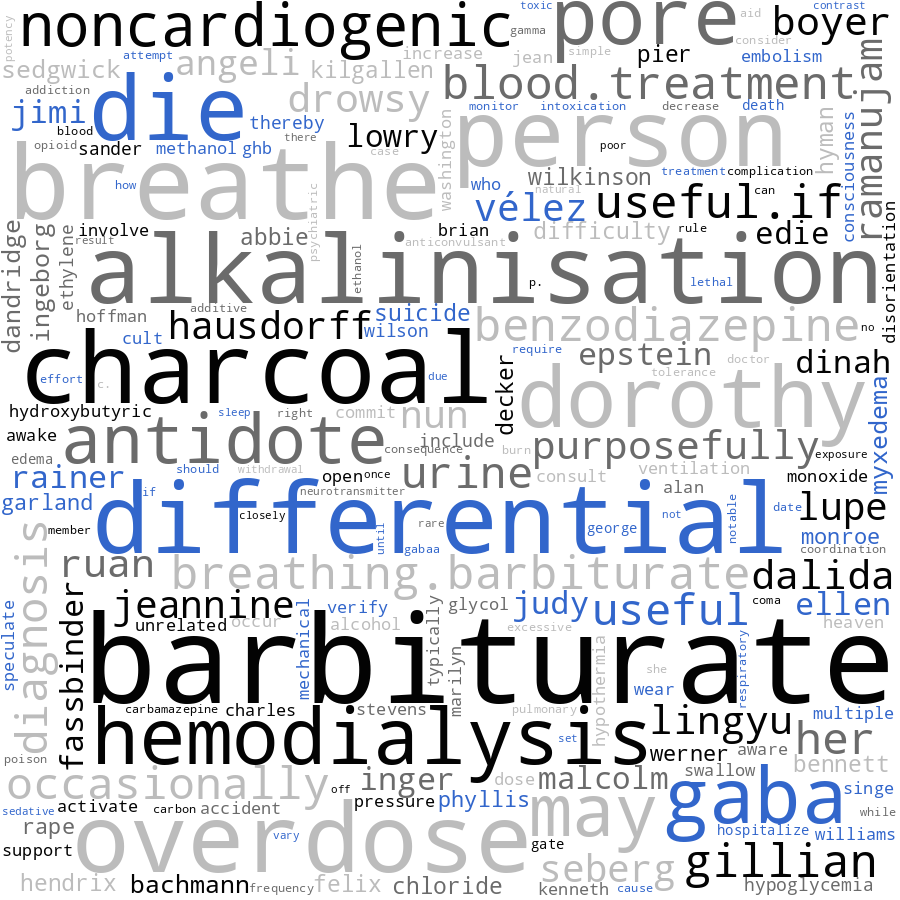 noncardiogenic
toxic
pore
contrast
potency
gamma
aid
boyer
consider
attempt
angeli
increase
jean
simple
pier
embolism
sedgwick
kilgallen
blood.treatment
ramanujam
addiction
die
drowsy
jimi
monitor
intoxication
decrease
death
thereby
person
blood
there
lowry
washington
hyman
consciousness
opioid
sander
methanol
ghb
case
poor
breathe
wilkinson
treatment
complication
how
who
can
psychiatric
natural
vélez
useful.if
disorientation
dandridge
ingeborg
ethylene
involve
brian
difficulty
rule
edie
result
abbie
anticonvulsant
ethanol
alkalinisation
p.
lethal
hoffman
additive
suicide
cult
hausdorff
wilson
benzodiazepine
no
charcoal
require
epstein
doctor
dinah
effort
c.
due
decker
tolerance
dorothy
myxedema
hydroxybutyric
sleep
right
commit
nun
awake
antidote
include
purposefully
consequence
burn
exposure
edema
should
withdrawal
rainer
open
once
urine
consult
ventilation
monoxide
garland
if
neurotransmitter
alan
differential
notable
date
lupe
member
closely
until
rare
george
not
monroe
gabaa
coordination
diagnosis
ruan
breathing.barbiturate
dalida
fassbinder
jeannine
mechanical
verify
typically
glycol
judy
useful
coma
ellen
speculate
unrelated
occur
alcohol
excessive
heaven
barbiturate
hypothermia
respiratory
marilyn
she
wear
carbamazepine
charles
stevens
pulmonary
multiple
hemodialysis
set
lingyu
her
poison
werner
aware
bennett
occasionally
off
inger
dose
malcolm
swallow
singe
sedative
activate
carbon
accident
pressure
phyllis
may
gaba
while
rape
vary
hospitalize
williams
support
overdose
gate
seberg
gillian
hendrix
bachmann
frequency
felix
chloride
kenneth
cause
hypoglycemia